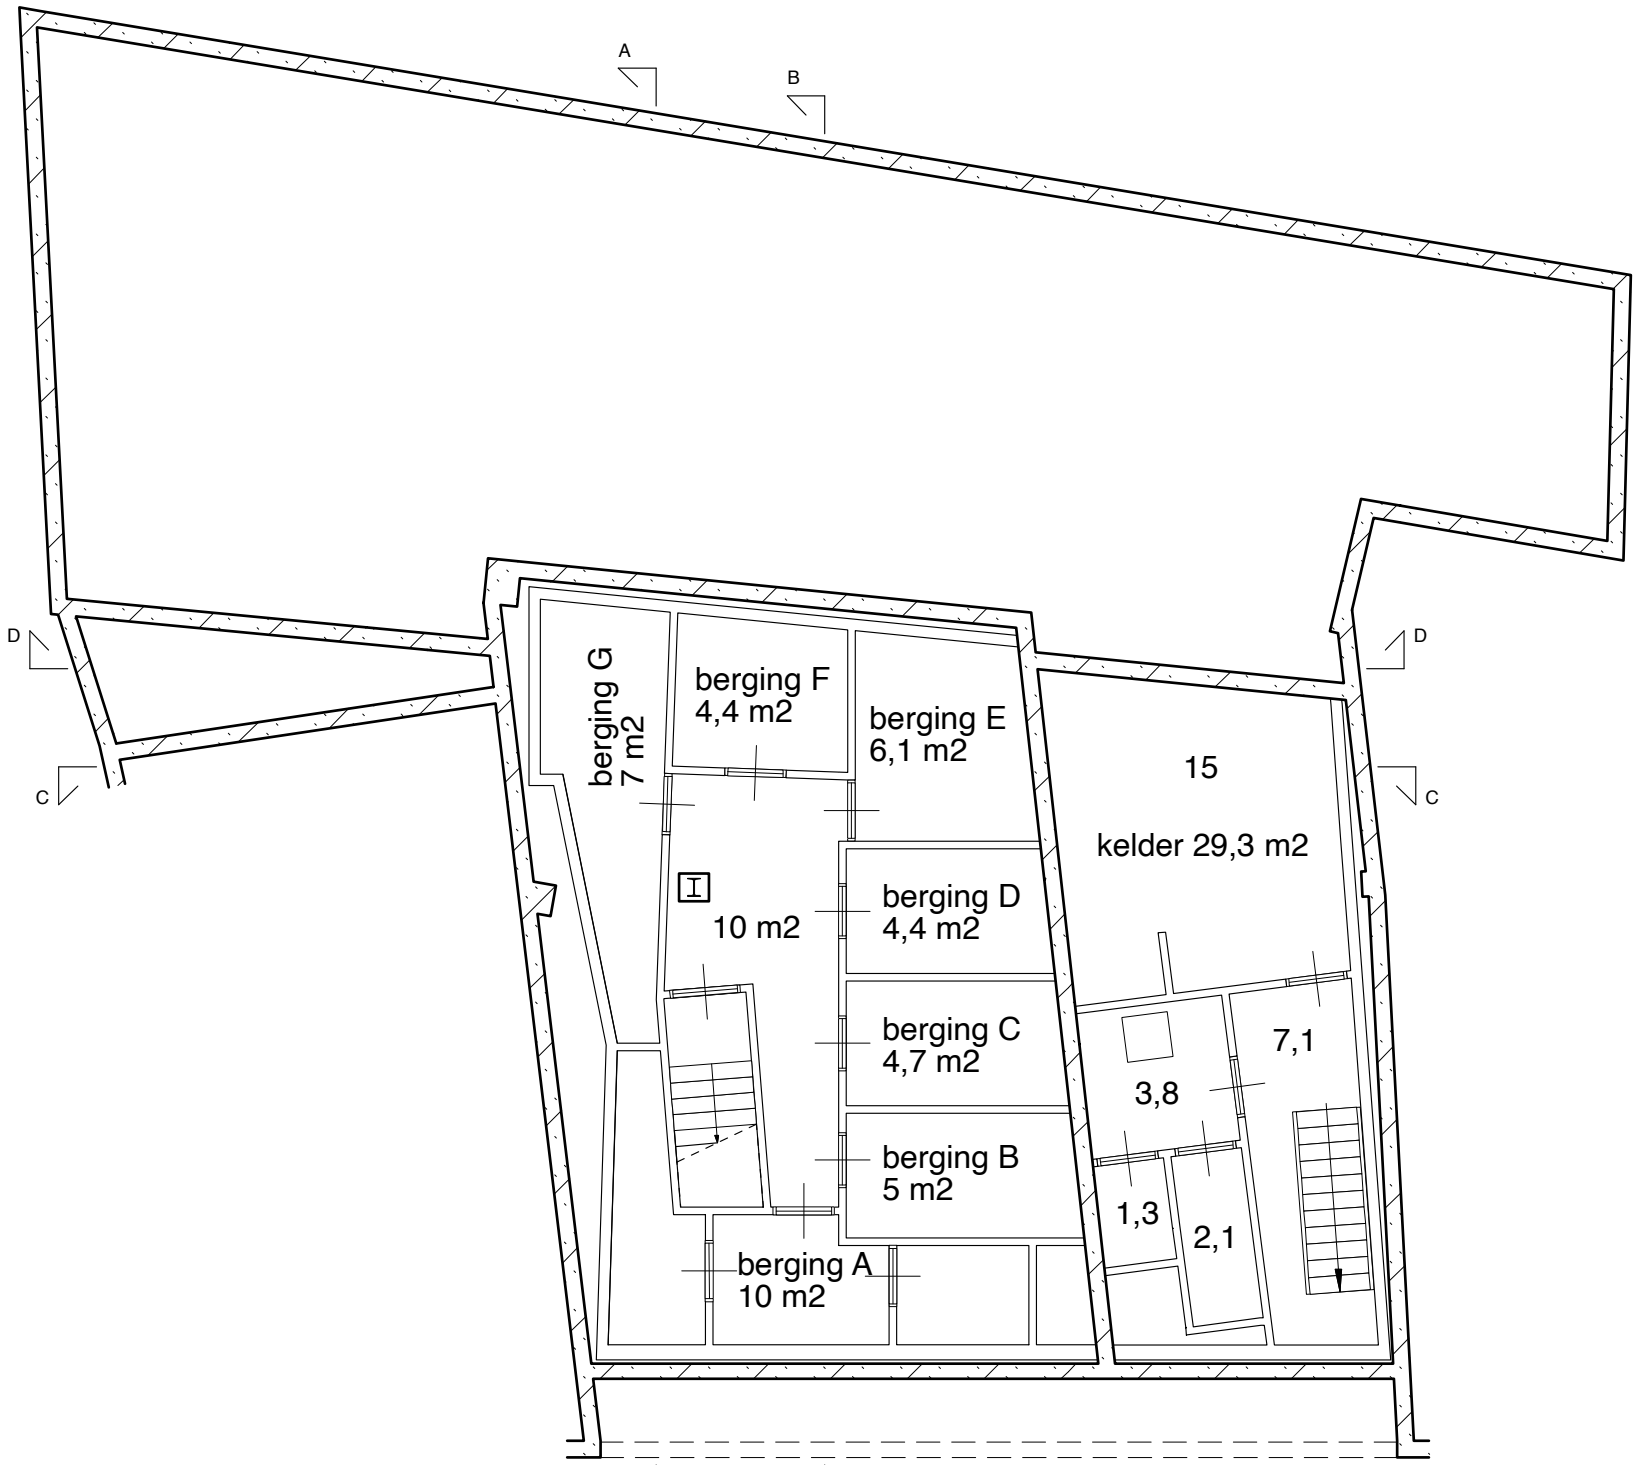 A
B
D
D
C
C
berging G
7 m2
berging F
4,4 m2
berging E
6,1 m2
15
kelder 29,3 m2
I
10 m2
berging D
4,4 m2
berging C
4,7 m2
7,1
3,8
berging B
5 m2
1,3
2,1
berging A
10 m2